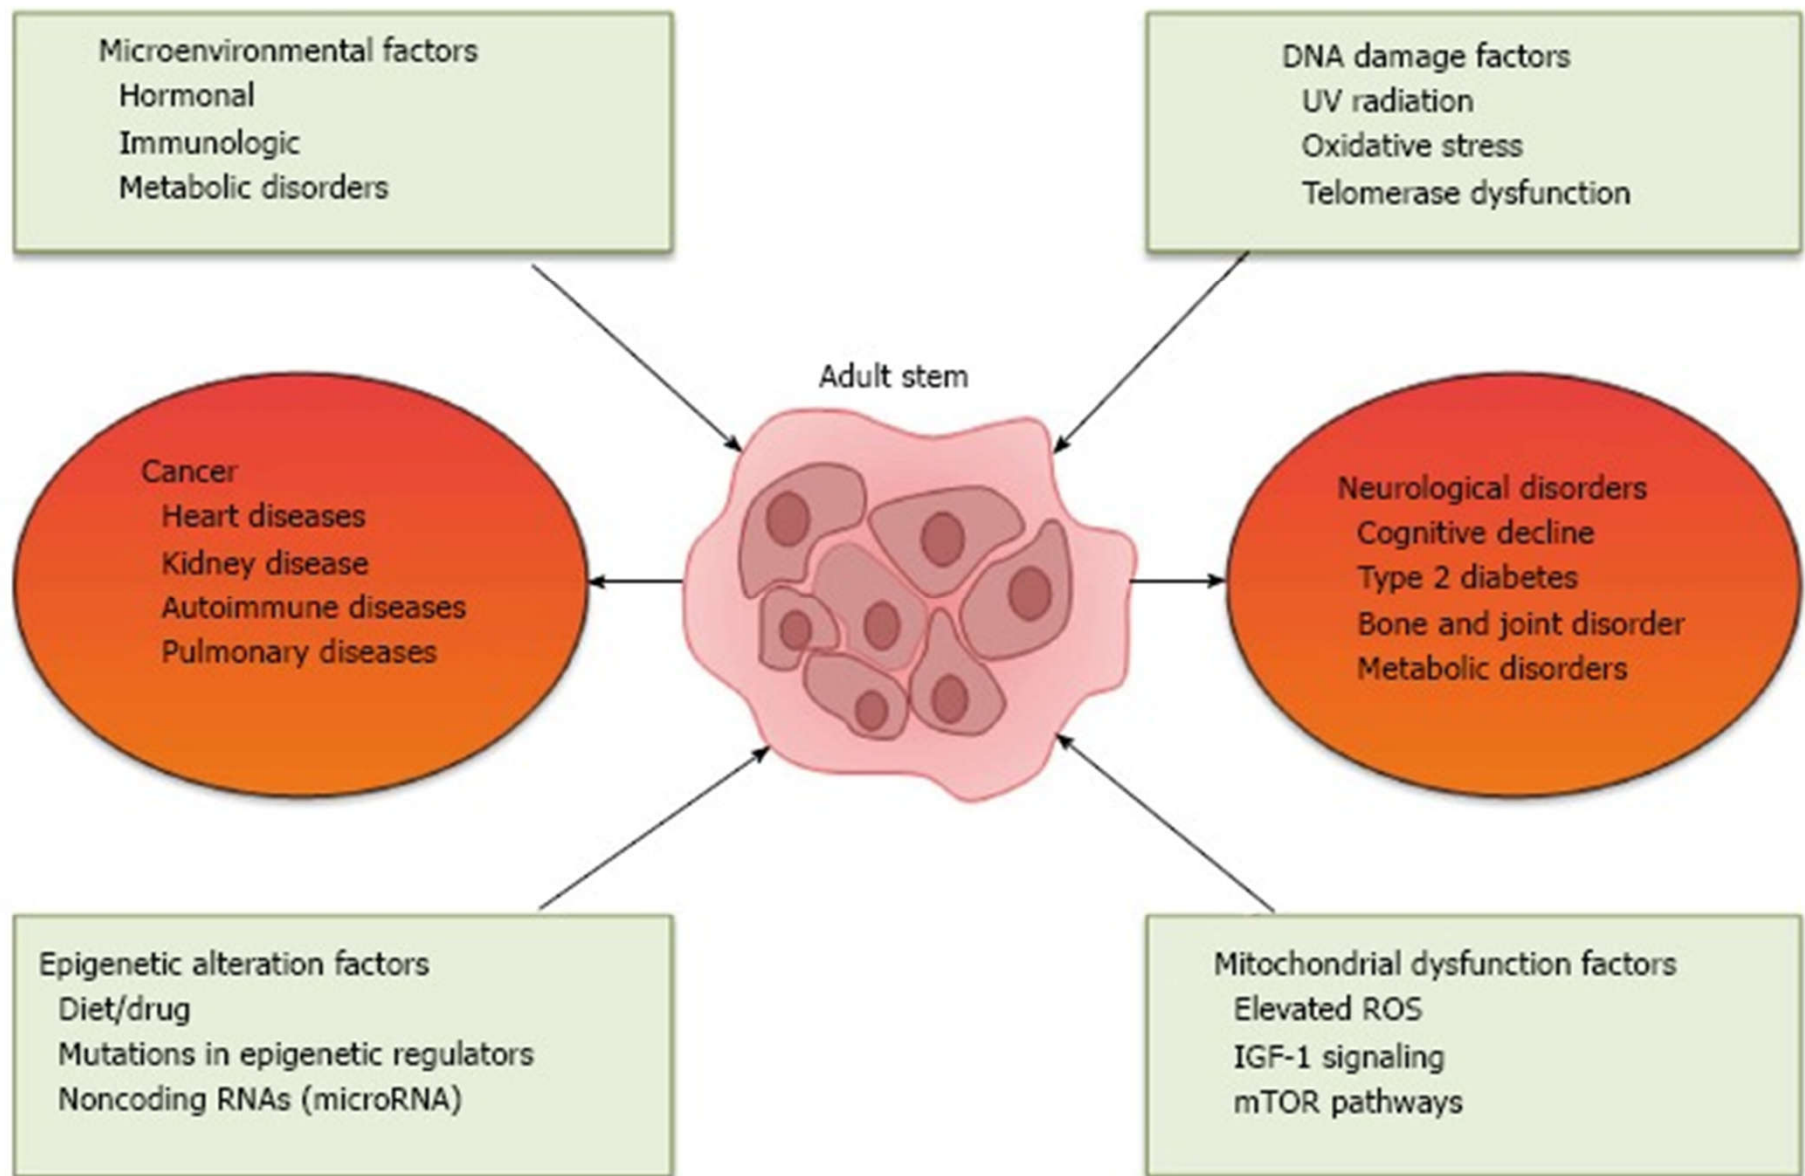 Microenvironmental factors
Hormonal
Immunologic
Metabolic disorders
DNA damage factors
UV radiation
Oxidative stress
Telomerase dysfunction
Adult stem
Cancer
Heart diseases
Kidney disease
Autoimmune diseases
Pulmonary diseases
Neurological disorders
Cognitive decline
Type 2 diabetes
Bone and joint disorder
Metabolic disorders
Epigenetic alteration factors
Diet/drug
Mutations in epigenetic regulators
Noncoding RNAs (microRNA)
Mitochondrial dysfunction factors
Elevated ROS
IGF-1 signaling
mTOR pathways